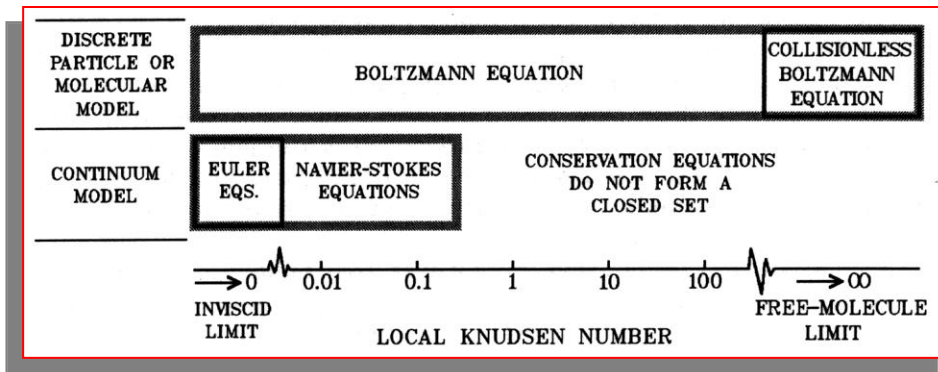 DISCRETE
PARTICLE OR
MOLECULAR
MODEL
BOLTZMANN EQUATION
COLLISIONLESS
BOLTZMANN
EQUATION
CONTINUUM
MODEL
EULER
EQS.
NAVIER-STOKES
EQUATIONS
CONSERVATION EQUATIONS
DO NOT FORM A
CLOSED SET
→0 0.01 0.1 1 10 100 →∞
INVISCID
LIMIT
FREE-MOLECULE
LIMIT
LOCAL KNUDSEN NUMBER